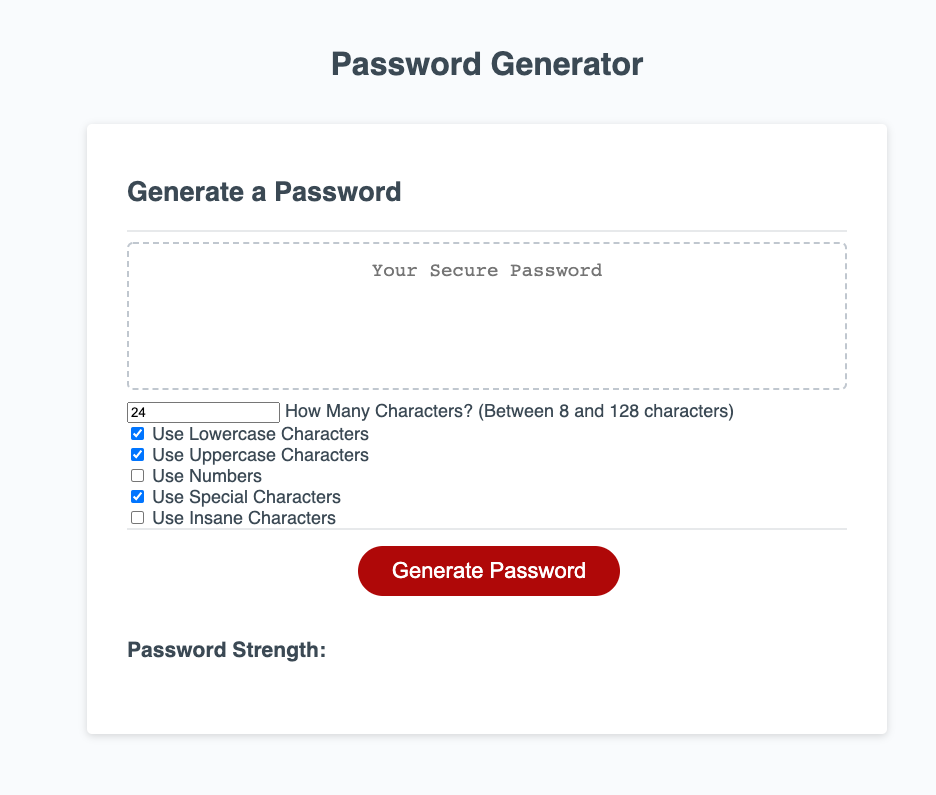 Password Generator
Generate a Password
Your Secure Password
24 How Many Characters? (Between 8 and 128 characters)
Use Lowercase Characters
Use Uppercase Characters
Use Numbers
Use Special Characters
Use Insane Characters
Generate Password
Password Strength: